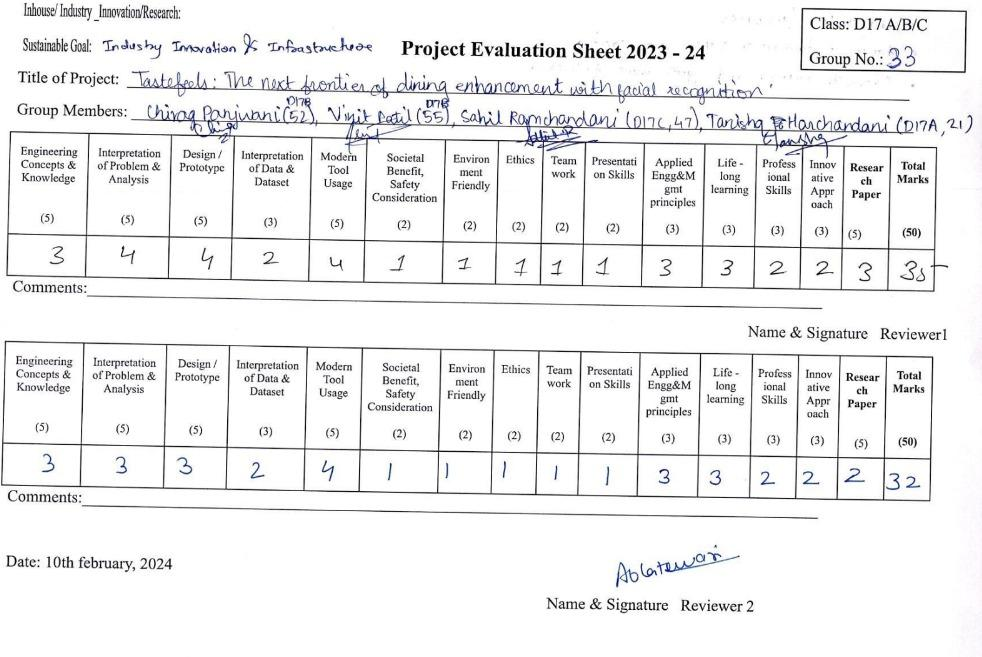 Inhouse/ Industry_Innovation/Research:
Class: D17 A/B/C
Sustainable Goal: Industry Innovation & Infrastructure
Project Evaluation Sheet 2023 - 24
Group No.: 33
Title of Project: Tastefeels: The next frontier of dining enhancement with facial recognition
Group Members: Chirag Panjwani (D17B, 52), Vinit Patil (D17B, 55), Sahil Ramchandani (D17C, 47), Tanisha Harchandani (D17A, 21)
Engineering Concepts & Knowledge (5) Interpretation of Problem & Analysis (5) Design / Prototype (5) Interpretation of Data & Dataset (3) Modern Tool Usage (5) Societal Benefit, Safety Consideration (2) Environ ment Friendly (2) Ethics (2) Team work (2) Presentati on Skills (2) Applied Engg&M gmt principles (3) Life - long learning (3) Profess ional Skills (3) Innov ative Appr oach (3) Resear ch Paper (5) Total Marks (50)
3 4 4 2 4 1 1 1 1 1 3 3 2 2 3 35
Comments:
Name & Signature Reviewer1
Engineering Concepts & Knowledge (5) Interpretation of Problem & Analysis (5) Design / Prototype (5) Interpretation of Data & Dataset (3) Modern Tool Usage (5) Societal Benefit, Safety Consideration (2) Environ ment Friendly (2) Ethics (2) Team work (2) Presentati on Skills (2) Applied Engg&M gmt principles (3) Life - long learning (3) Profess ional Skills (3) Innov ative Appr oach (3) Resear ch Paper (5) Total Marks (50)
3 3 3 2 4 1 1 1 1 1 3 3 2 2 2 32
Comments:
Date: 10th february, 2024
Name & Signature Reviewer 2